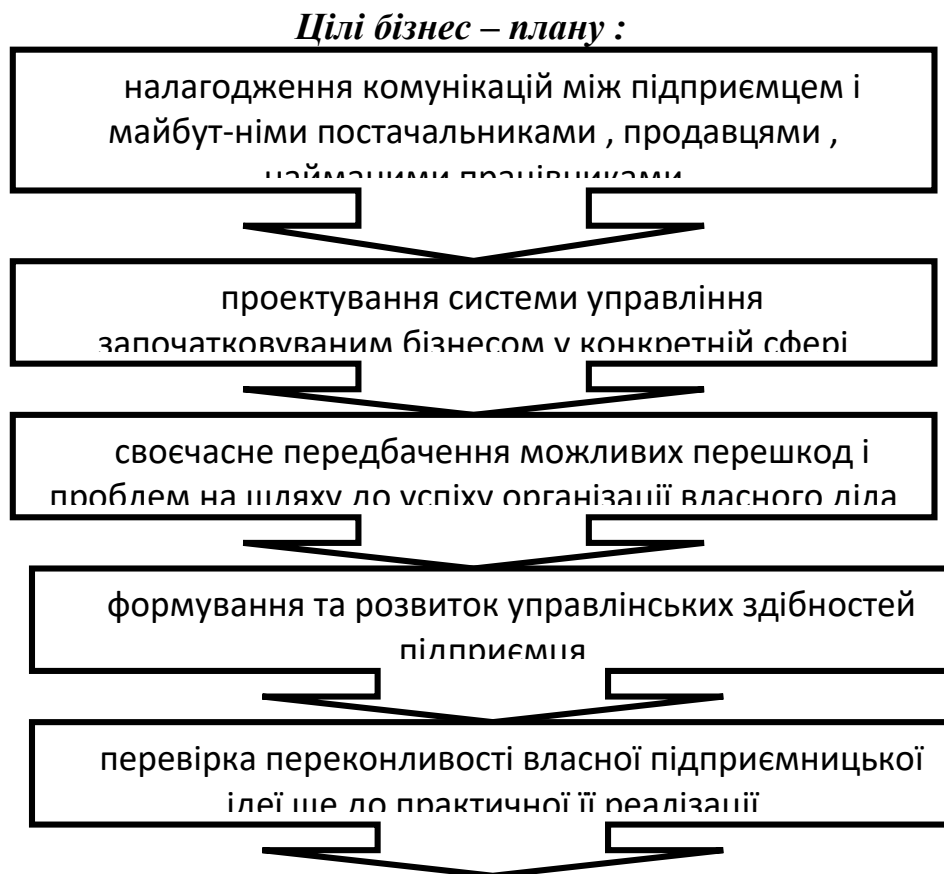 Цілі бізнес – плану :
налагодження комунікацій між підприємцем і
майбут-німи постачальниками , продавцями ,
найманими працівниками
проектування системи управління
започатковуваним бізнесом у конкретній сфері
своєчасне передбачення можливих перешкод і
проблем на шляху до успіху організації власного діла
формування та розвиток управлінських здібностей
підприємця
перевірка переконливості власної підприємницької
ідеї ще до практичної її реалізації